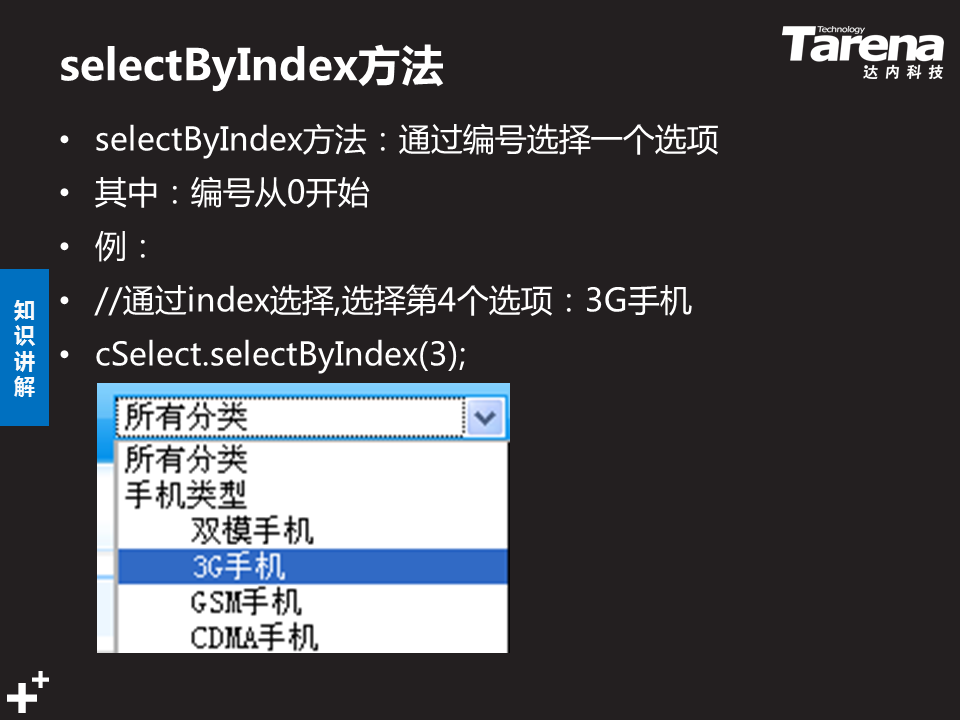 selectByIndex方法
Technology
Tarena
达内科技
• selectByIndex方法：通过编号选择一个选项
• 其中：编号从0开始
• 例：
• //通过index选择,选择第4个选项：3G手机
• cSelect.selectByIndex(3);
知识讲解
所有分类
所有分类
手机类型
双模手机
3G手机
GSM手机
CDMA手机